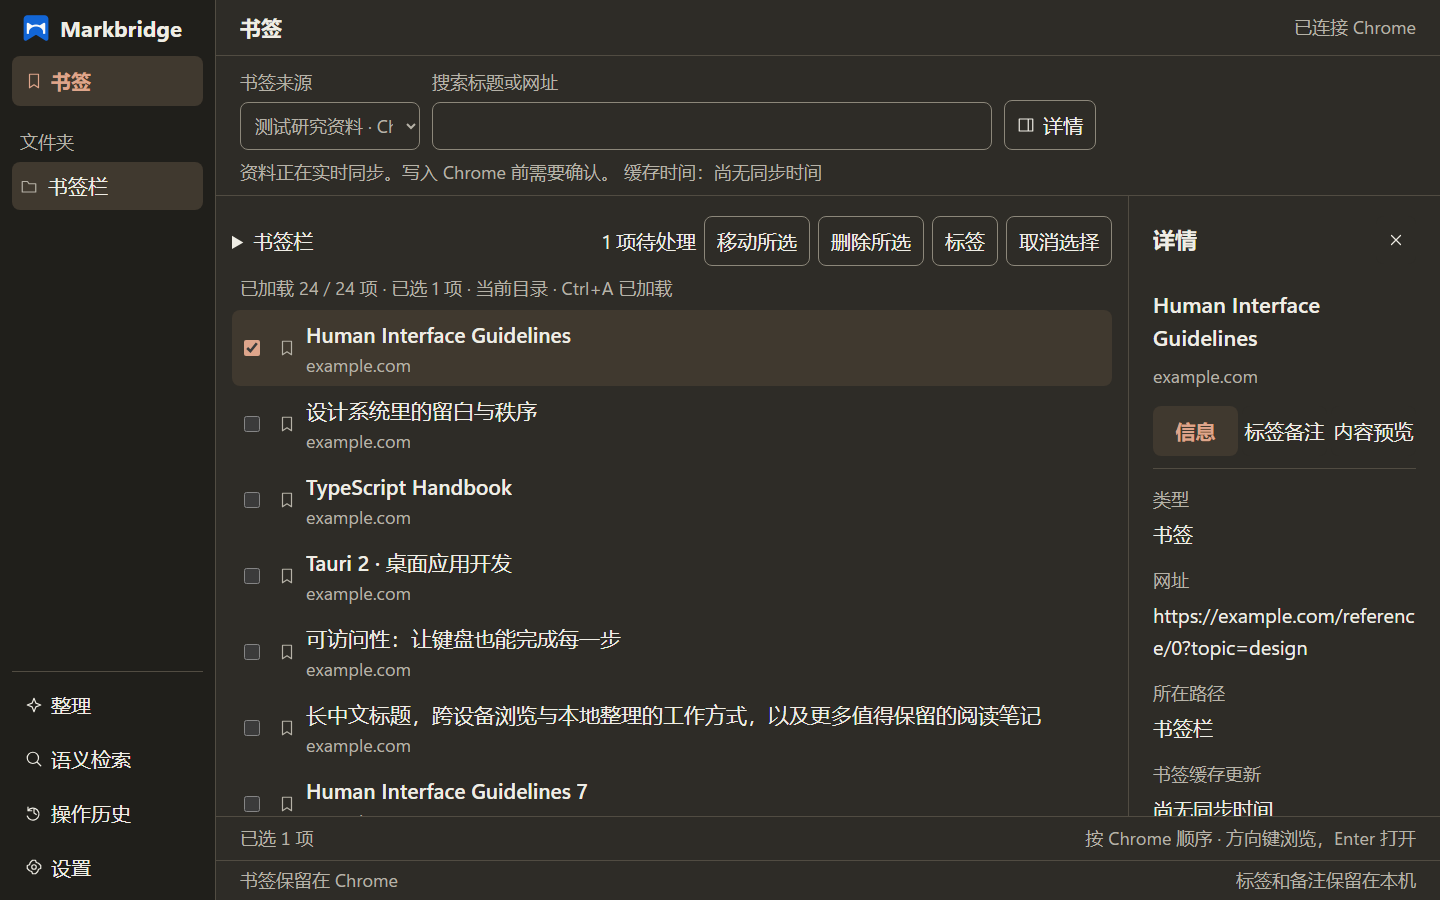 Markbridge
书签
文件夹
书签栏
整理
语义检索
操作历史
设置
书签
已连接 Chrome
书签来源
搜索标题或网址
测试研究资料 · Ch
详情
资料正在实时同步。写入 Chrome 前需要确认。 缓存时间：尚无同步时间
书签栏
1 项待处理
移动所选
删除所选
标签
取消选择
已加载 24 / 24 项 · 已选 1 项 · 当前目录 · Ctrl+A 已加载
Human Interface Guidelines
example.com
设计系统里的留白与秩序
example.com
TypeScript Handbook
example.com
Tauri 2 · 桌面应用开发
example.com
可访问性：让键盘也能完成每一步
example.com
长中文标题，跨设备浏览与本地整理的工作方式，以及更多值得保留的阅读笔记
example.com
Human Interface Guidelines 7
详情
Human Interface
Guidelines
example.com
信息
标签备注
内容预览
类型
书签
网址
https://example.com/referenc
e/0?topic=design
所在路径
书签栏
书签缓存更新
尚无同步时间
已选 1 项
按 Chrome 顺序 · 方向键浏览，Enter 打开
书签保留在 Chrome
标签和备注保留在本机